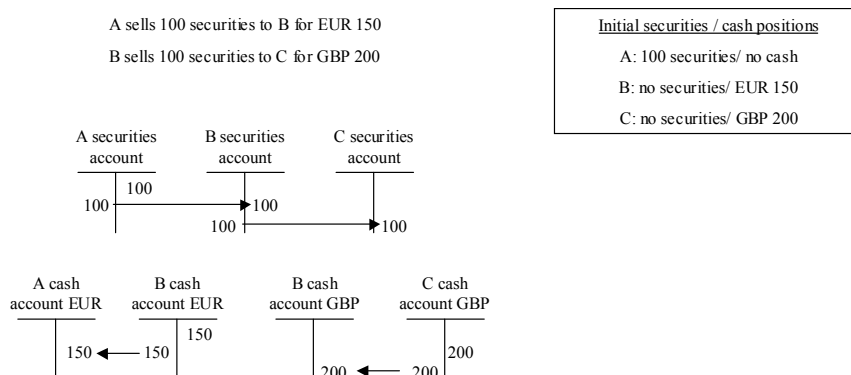 A sells 100 securities to B for EUR 150
B sells 100 securities to C for GBP 200
Initial securities / cash positions
A: 100 securities/ no cash
B: no securities/ EUR 150
C: no securities/ GBP 200
A securities account
B securities account
C securities account
100
100
100
100
100
A cash account EUR
B cash account EUR
B cash account GBP
C cash account GBP
150
150
150
200
200
200